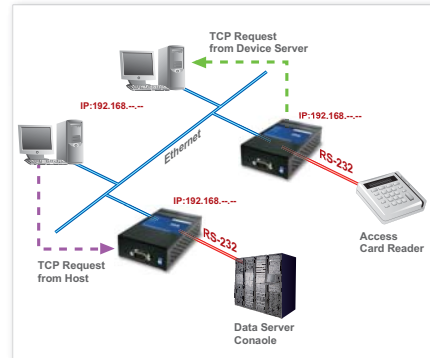 TCP Request
from Device Server
IP:192.168.--.--
IP:192.168.--.--
Ethernet
RS-232
IP:192.168.--.--
RS-232
Access
Card Reader
TCP Request
from Host
Data Server
Conaole